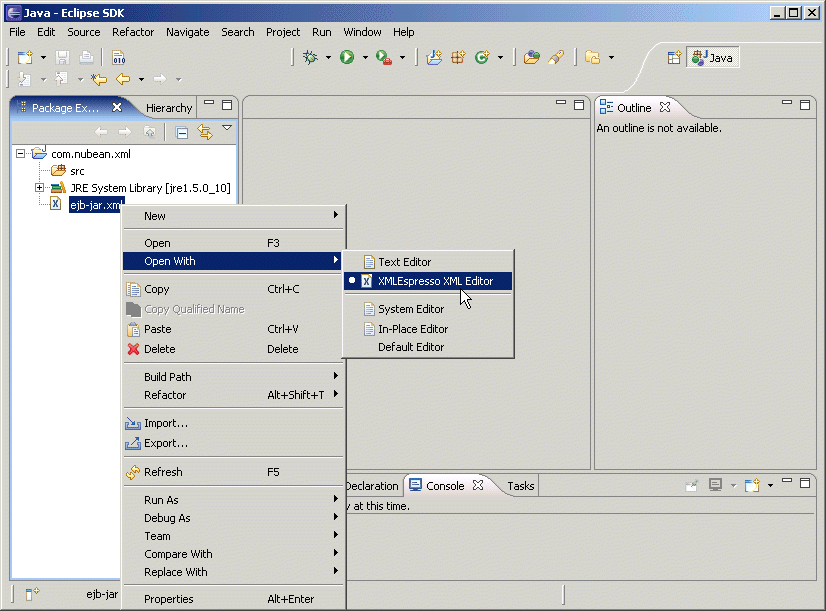 Java - Eclipse SDK
File Edit Source Refactor Navigate Search Project Run Window Help
010
Java
Package Ex... Hierarchy
Outline
An outline is not available.
com.nubean.xml
src
JRE System Library [jre1.5.0_10]
ejb-jar.xml
New
Open F3
Open With
Copy Ctrl+C
Copy Qualified Name
Paste Ctrl+V
Delete Delete
Build Path
Refactor Alt+Shift+T
Import...
Export...
Refresh F5
Run As
Debug As
Team
Compare With
Replace With
Properties Alt+Enter
Text Editor
XMLEspresso XML Editor
System Editor
In-Place Editor
Default Editor
Declaration Console Tasks
y at this time.
ejb-jar